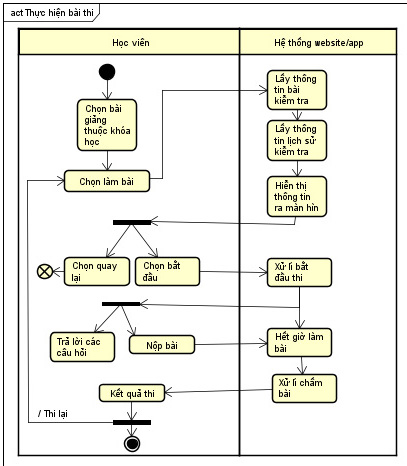 act Thực hiện bài thi
Học viên
Hệ thống website/app
Lấy thông
tin bài
kiểm tra
Chọn bài
giảng
thuộc khóa
học
Lấy thông
tin lịch sử
kiểm tra
Chọn làm bài
Hiển thị
thông tin
ra màn hìn
Chọn quay
lại
Chọn bắt
đầu
Xử lí bắt
đầu thi
Trả lời các
câu hỏi
Nộp bài
Hết giờ làm
bài
Xử lí chấm
bài
Kết quả thi
/ Thi lại